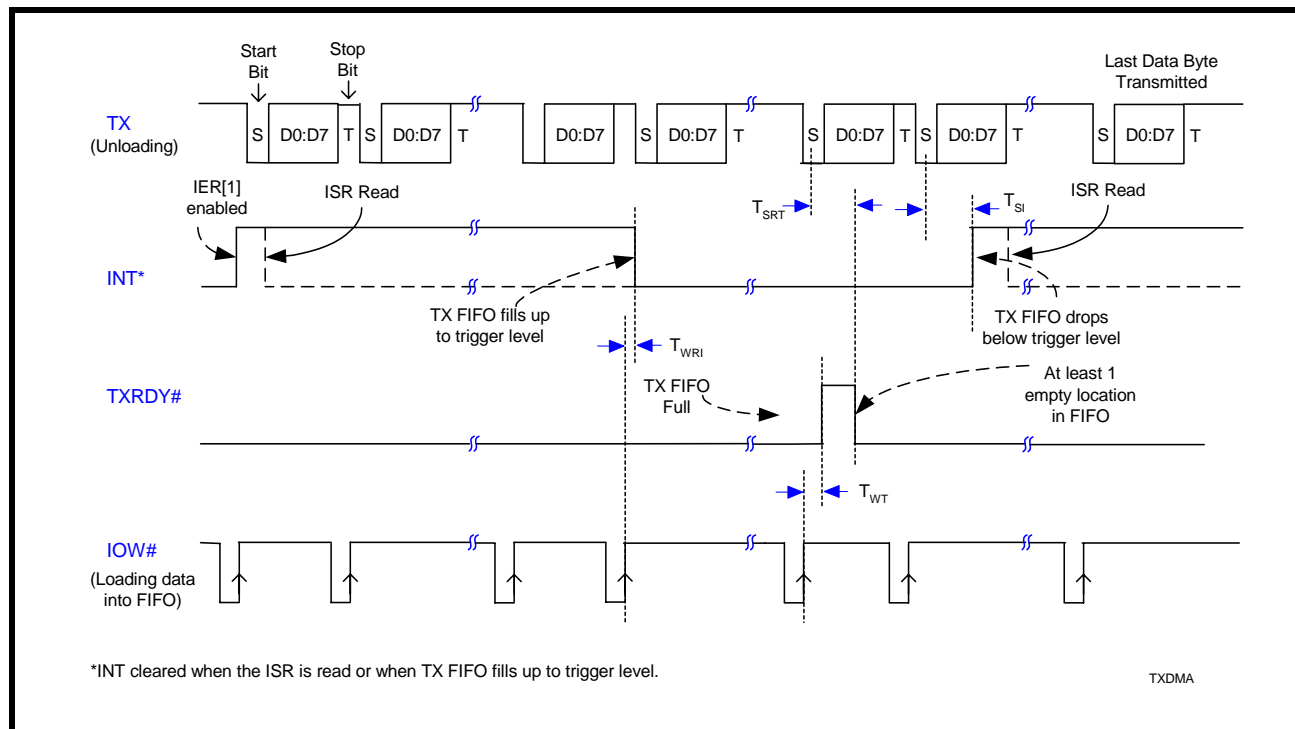 Start
Bit
Stop
Bit
Last Data Byte
Transmitted
TX
(Unloading)
S D0:D7 T S D0:D7 T D0:D7 S D0:D7 T S D0:D7 T S D0:D7 T D0:D7 T
IER[1]
enabled
ISR Read
TSRT
TSI
ISR Read
INT*
TX FIFO fills up
to trigger level
TX FIFO drops
below trigger level
TWRI
TXRDY#
TX FIFO
Full
At least 1
empty location
in FIFO
TWT
IOW#
(Loading data
into FIFO)
*INT cleared when the ISR is read or when TX FIFO fills up to trigger level.
TXDMA